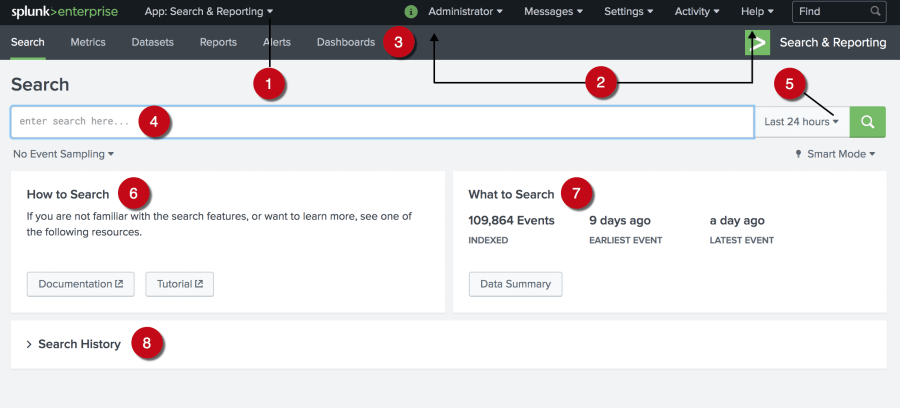 splunk>enterprise App: Search & Reporting i Administrator Messages Settings Activity Help Find
Search Metrics Datasets Reports Alerts Dashboards 3 > Search & Reporting
1 2 5
Search
enter search here... 4 Last 24 hours
No Event Sampling Smart Mode
How to Search 6 What to Search 7
If you are not familiar with the search features, or want to learn more, see one of
the following resources.
109,864 Events 9 days ago a day ago
INDEXED EARLIEST EVENT LATEST EVENT
Documentation Tutorial Data Summary
> Search History 8